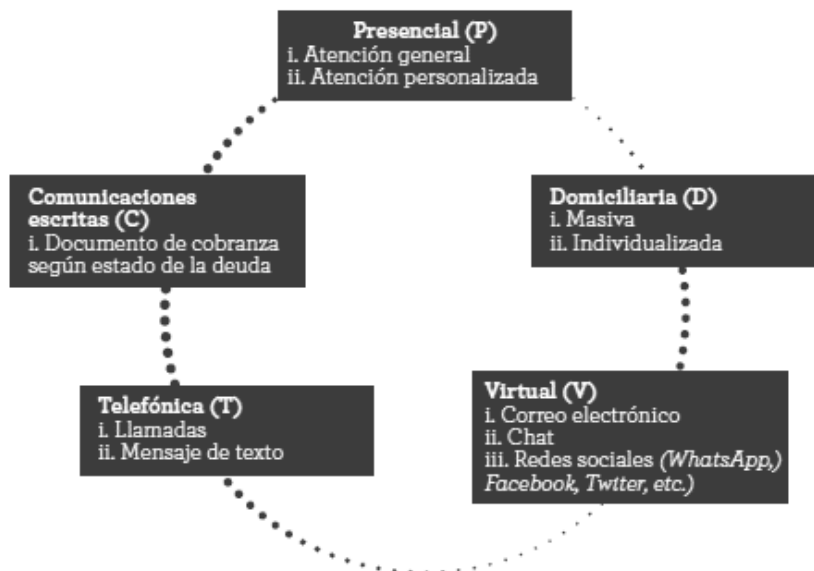 Presencial (P)
i. Atención general
ii. Atención personalizada
Comunicaciones
escritas (C)
i. Documento de cobranza
según estado de la deuda
Domiciliaria (D)
i. Masiva
ii. Individualizada
Telefónica (T)
i. Llamadas
ii. Mensaje de texto
Virtual (V)
i. Correo electrónico
ii. Chat
iii. Redes sociales (WhatsApp,)
Facebook, Twiter, etc.)